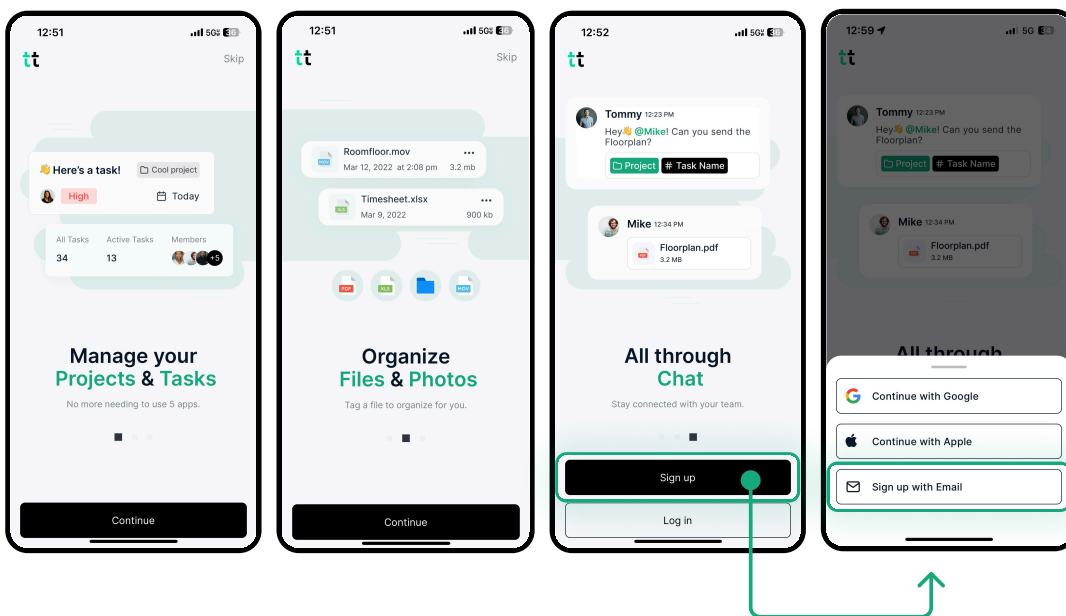 12:51
5G
36
tt
Skip
👋 Here's a task!
Cool project
High
Today
All Tasks
Active Tasks
Members
34
13
+5
Manage your
Projects & Tasks
No more needing to use 5 apps.
Continue
12:51
5G
36
tt
Skip
Roomfloor.mov
MOV
Mar 12, 2022 at 2:08 pm
3.2 mb
Timesheet.xlsx
XLS
Mar 9, 2022
900 kb
PDF
XLS
MOV
Organize
Files & Photos
Tag a file to organize for you.
Continue
12:52
5G
tt
Tommy 12:23 PM
Hey👋 @Mike! Can you send the
Floorplan?
Project
# Task Name
Mike 12:34 PM
Floorplan.pdf
3.2 MB
All through
Chat
Stay connected with your team.
Sign up
Log in
12:59
5G
tt
Tommy 12:23 PM
Hey👋 @Mike! Can you send the
Floorplan?
Project
# Task Name
Mike 12:34 PM
Floorplan.pdf
3.2 MB
All through
Continue with Google
Continue with Apple
Sign up with Email